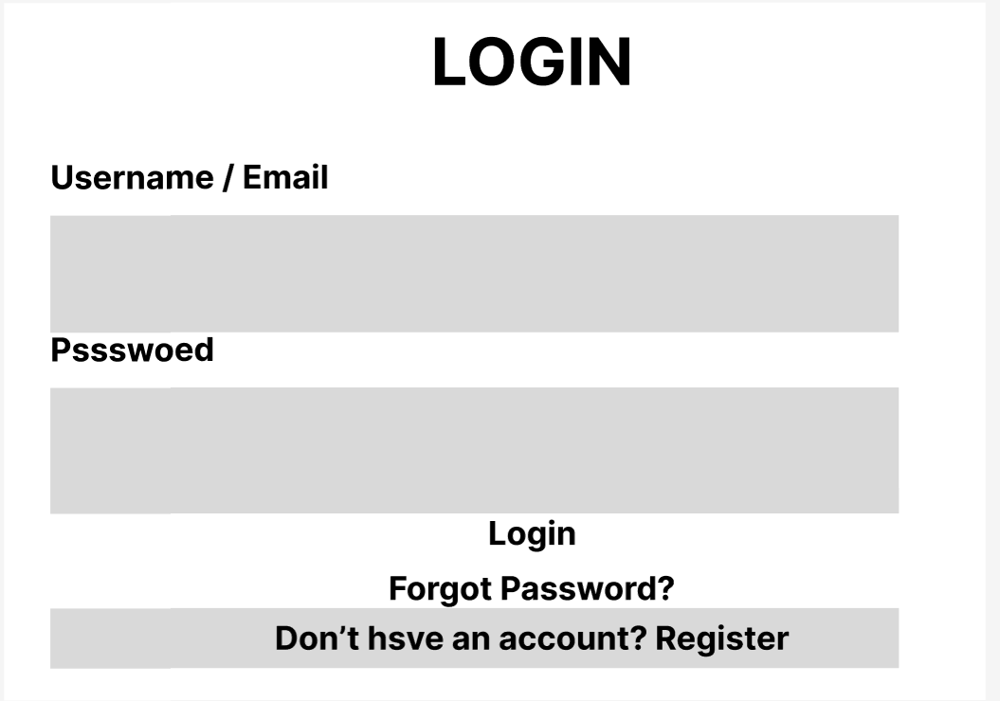 LOGIN
Username / Email
Pssswoed
Login
Forgot Password?
Don’t hsve an account? Register